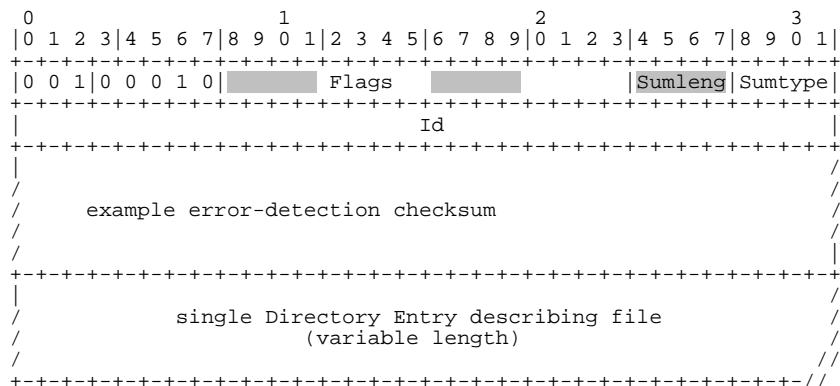 0                   1                   2                   3
|0 1 2 3|4 5 6 7|8 9 0 1|2 3 4 5|6 7 8 9|0 1 2 3|4 5 6 7|8 9 0 1|
+-+-+-+-+-+-+-+-+-+-+-+-+-+-+-+-+-+-+-+-+-+-+-+-+-+-+-+-+-+-+-+-+
|0 0 1|0 0 0 1 0|        Flags                  |Sumleng|Sumtype|
+-+-+-+-+-+-+-+-+-+-+-+-+-+-+-+-+-+-+-+-+-+-+-+-+-+-+-+-+-+-+-+-+
|                               Id                              |
+-+-+-+-+-+-+-+-+-+-+-+-+-+-+-+-+-+-+-+-+-+-+-+-+-+-+-+-+-+-+-+-+
|                                                               /
/                                                               /
/     example error-detection checksum                          /
/                                                               /
/                                                               |
+-+-+-+-+-+-+-+-+-+-+-+-+-+-+-+-+-+-+-+-+-+-+-+-+-+-+-+-+-+-+-+-+
|                                                               /
/            single Directory Entry describing file             /
/                      (variable length)                        /
/                                                              //
+-+-+-+-+-+-+-+-+-+-+-+-+-+-+-+-+-+-+-+-+-+-+-+-+-+-+-+-+-+-+-//